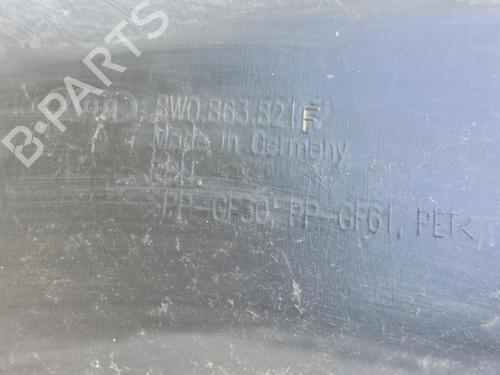 B-PARTS
8W0.863.821 F
Made in Germany
>PP-GF30, PP-GF61, PET<